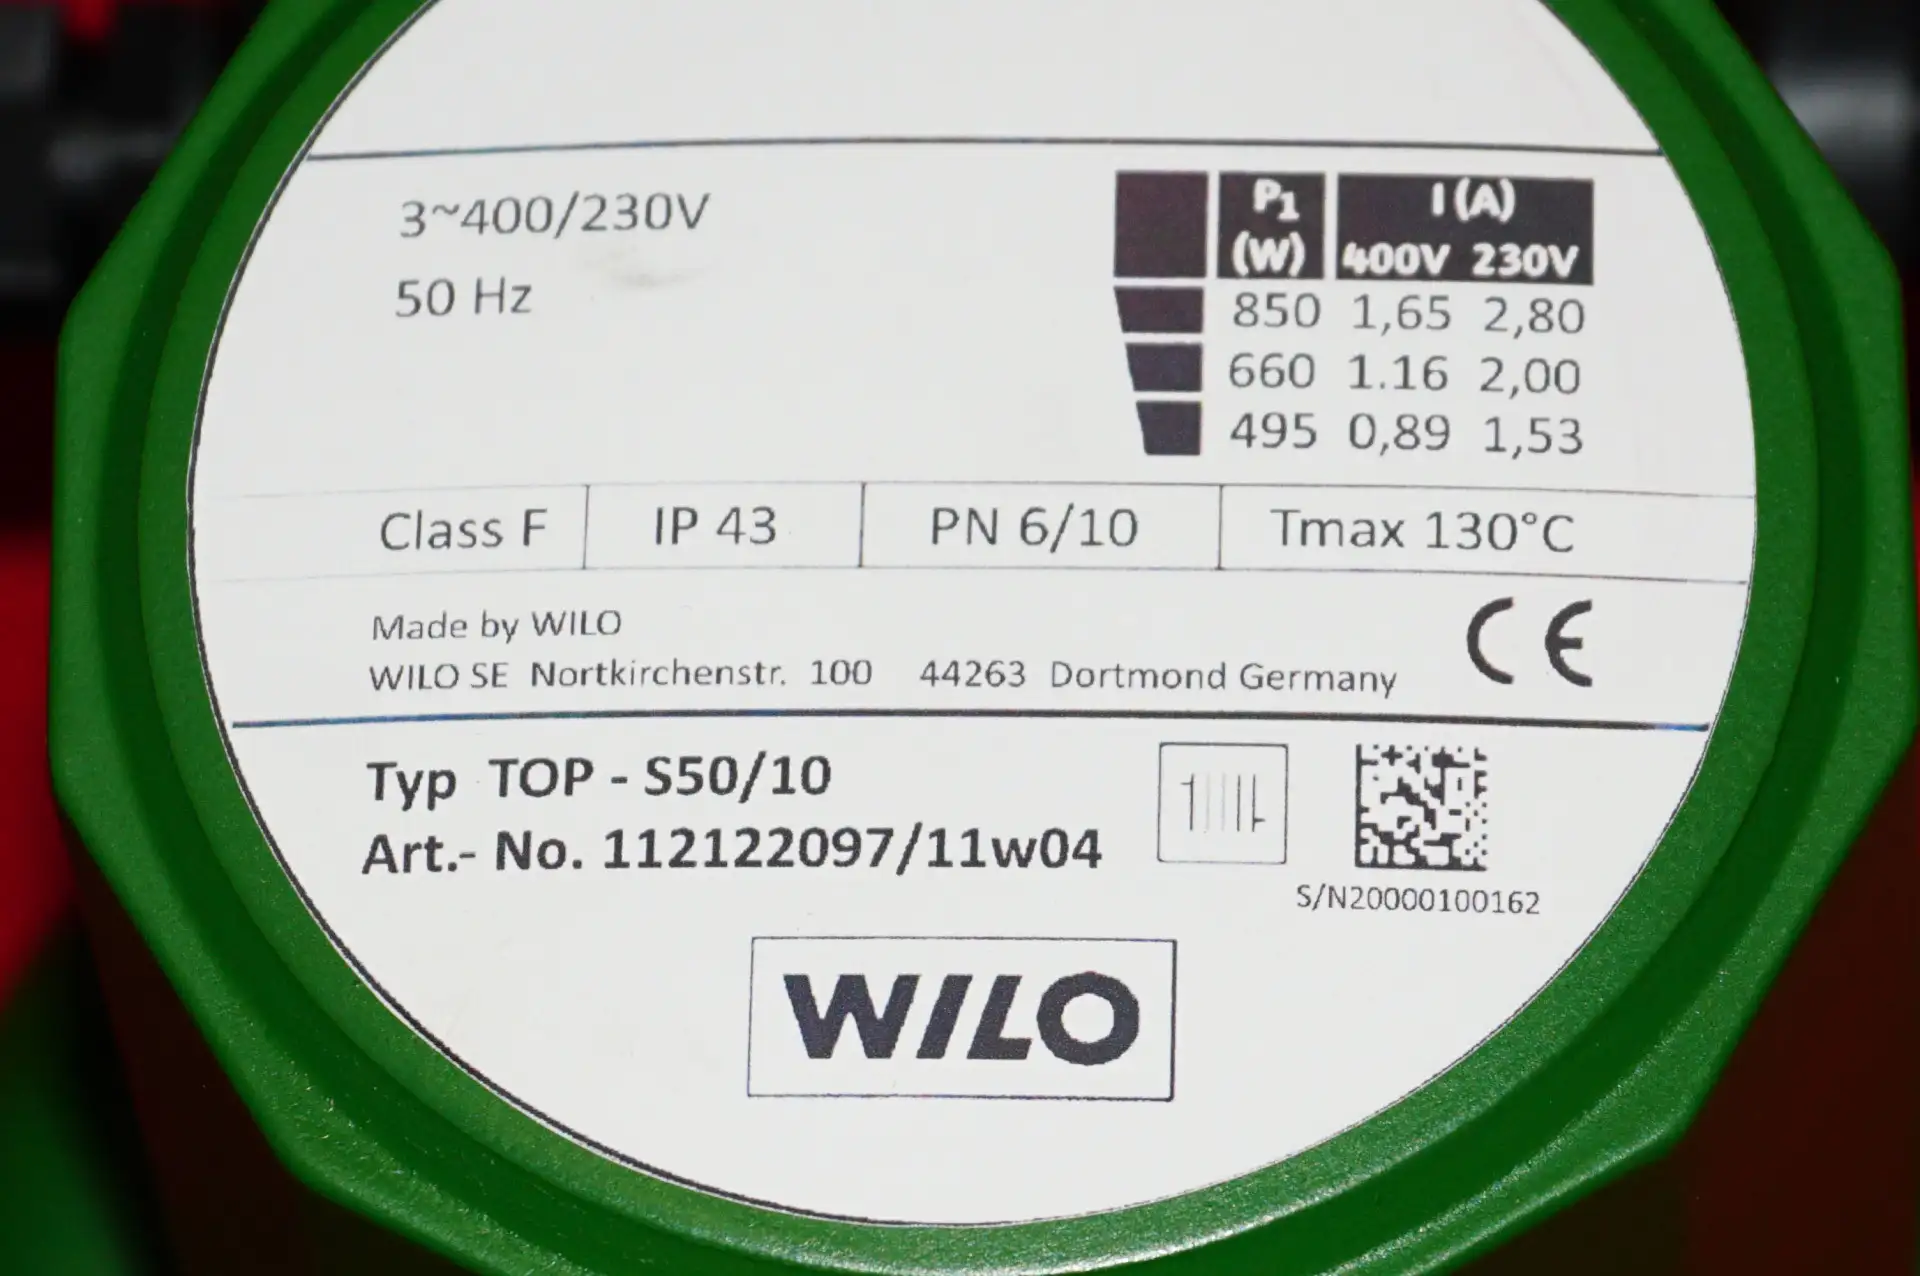 3~400/230V
50 Hz
P1 (W) I (A)
400V 230V
850 1,65 2,80
660 1.16 2,00
495 0,89 1,53
Class F IP 43 PN 6/10 Tmax 130°C
Made by WILO
WILO SE Nortkirchenstr. 100 44263 Dortmond Germany
CE
Typ TOP - S50/10
Art.- No. 112122097/11w04
S/N20000100162
WILO